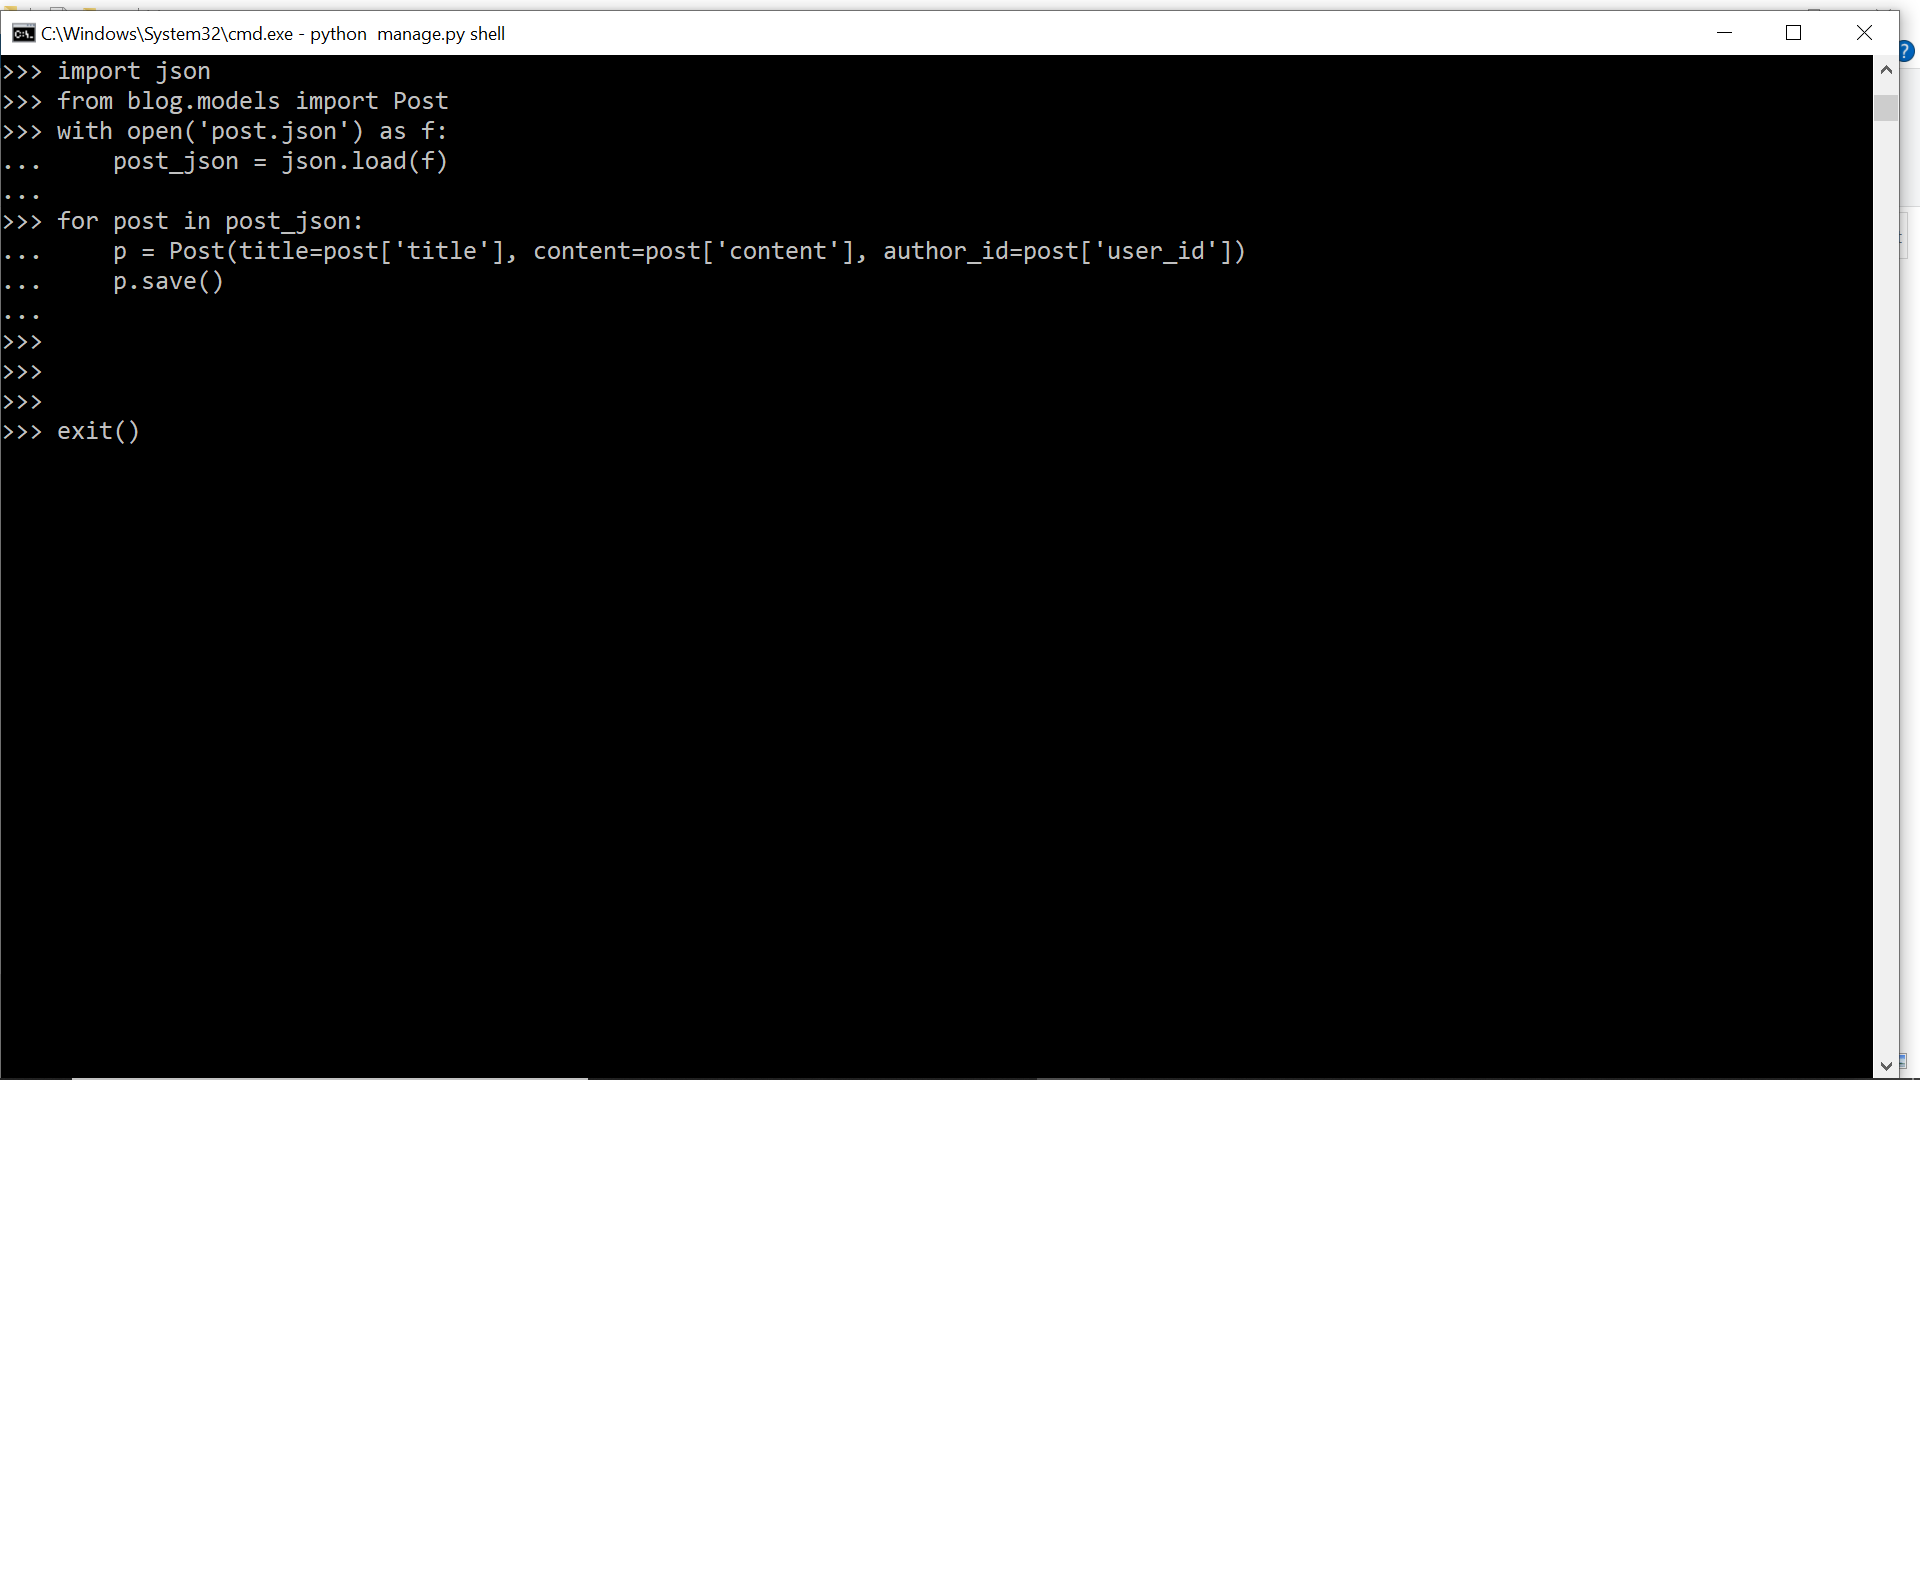 C:\Windows\System32\cmd.exe - python  manage.py shell
>>> import json
>>> from blog.models import Post
>>> with open('post.json') as f:
...     post_json = json.load(f)
...
>>> for post in post_json:
...     p = Post(title=post['title'], content=post['content'], author_id=post['user_id'])
...     p.save()
...
>>>
>>>
>>>
>>> exit()